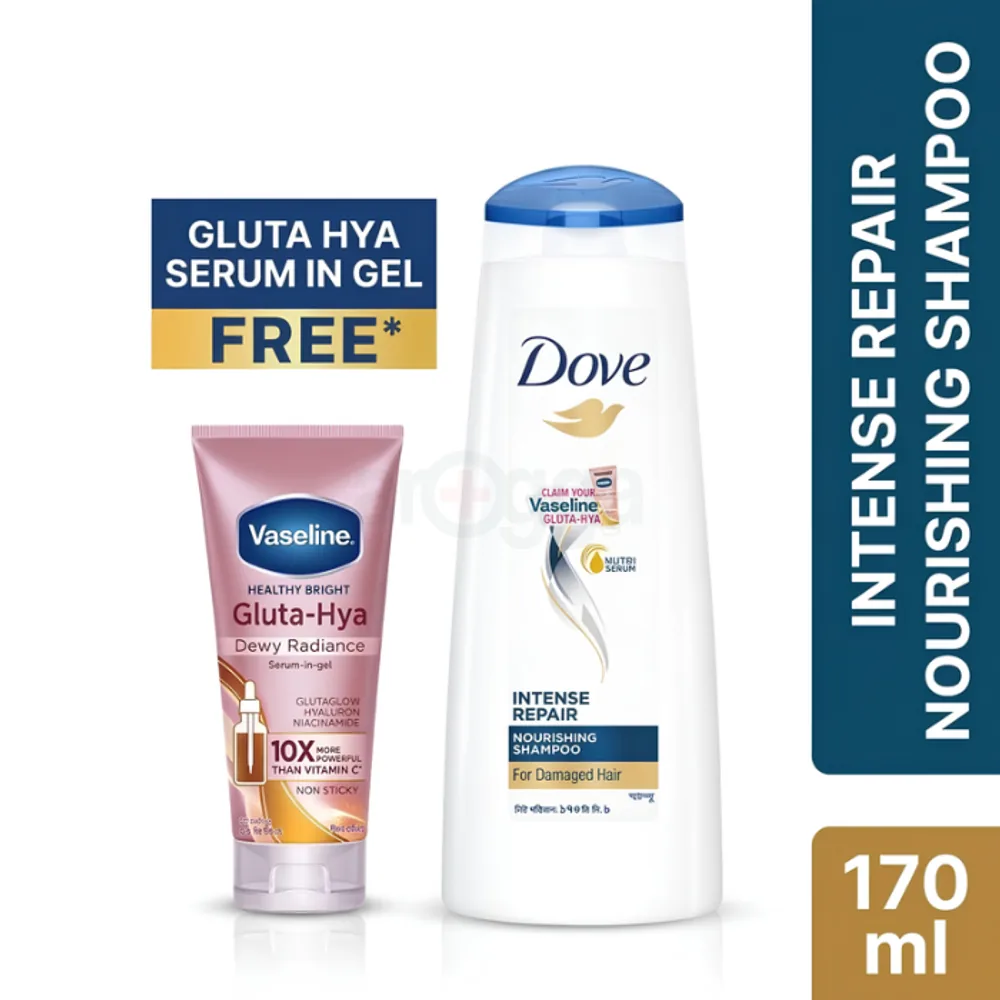 GLUTA HYA
SERUM IN GEL
FREE*
Vaseline
HEALTHY BRIGHT
Gluta-Hya
Dewy Radiance
Serum-in-gel
GLUTAGLOW
HYALURON
NIACINAMIDE
10X MORE
POWERFUL
THAN VITAMIN C*
NON STICKY
Dove
CLAIM YOUR
Vaseline
GLUTA-HYA
NUTRI
SERUM
INTENSE
REPAIR
NOURISHING
SHAMPOO
For Damaged Hair
INTENSE REPAIR
NOURISHING SHAMPOO
170
ml